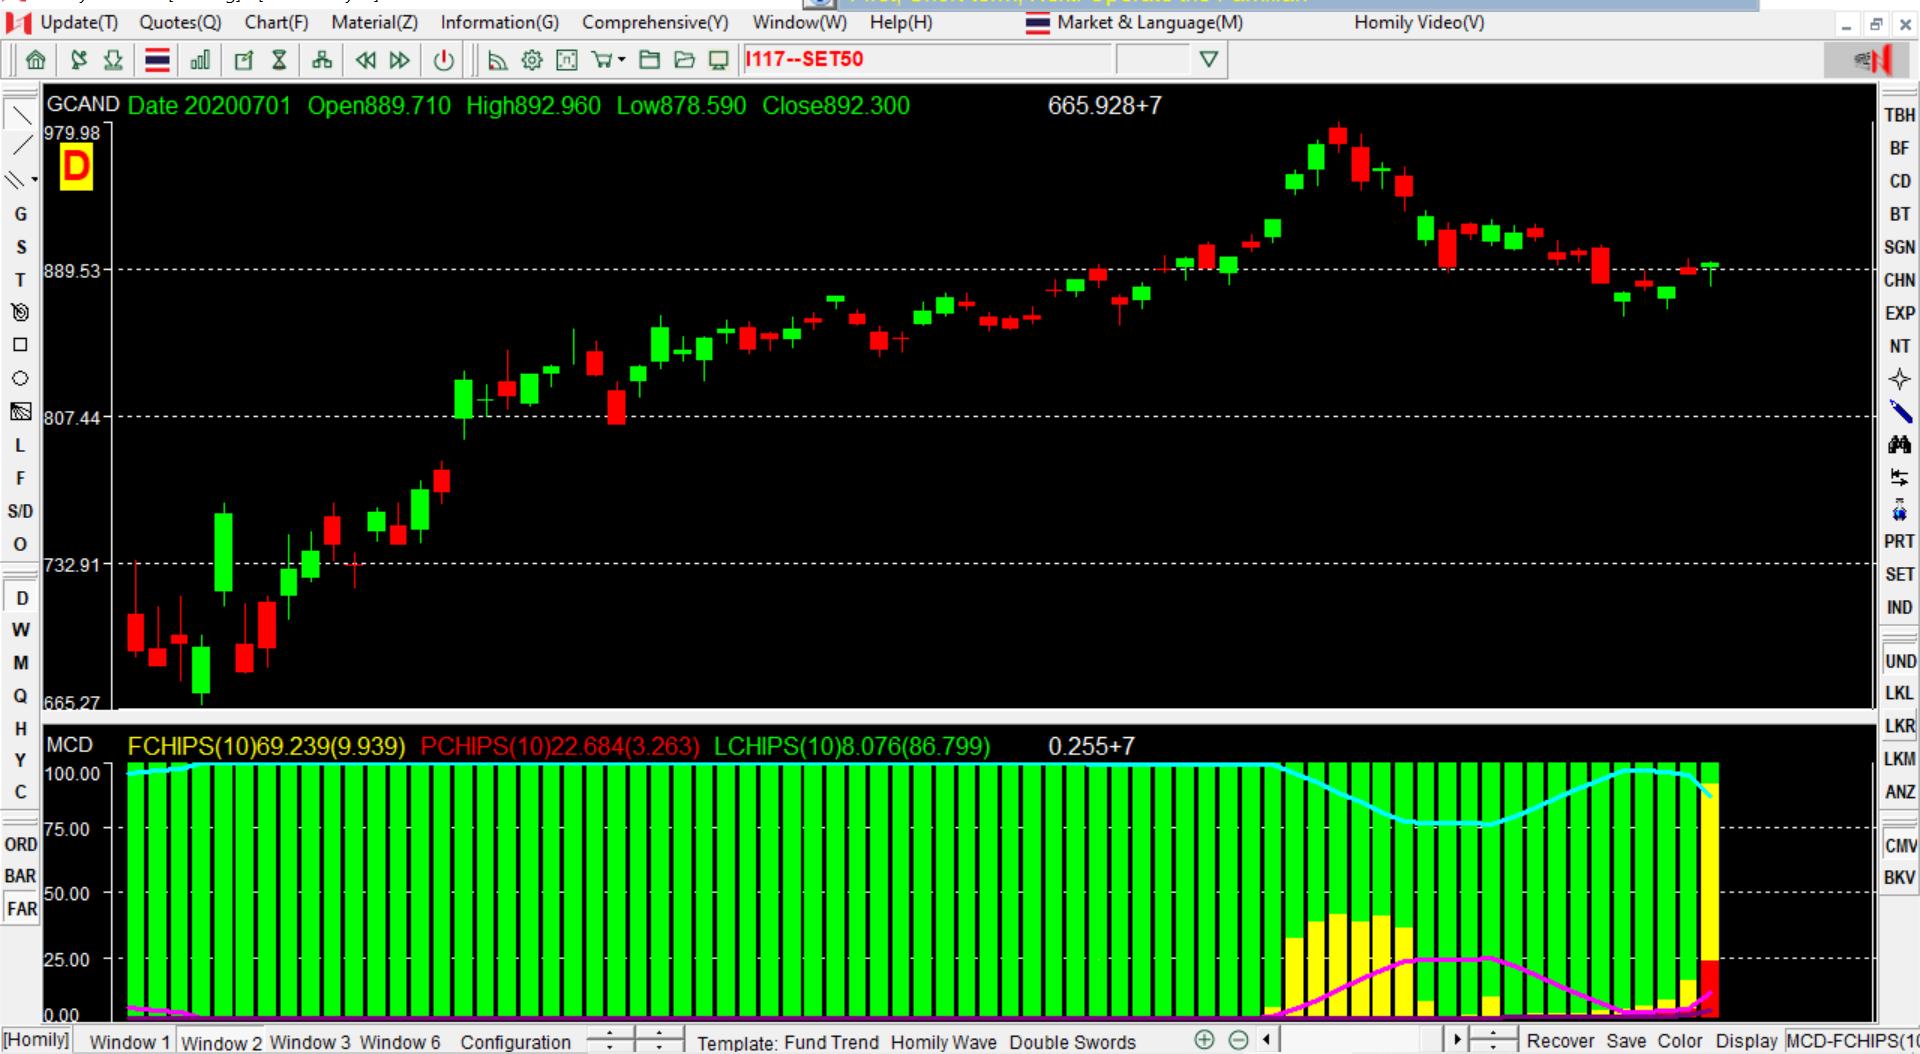 Update(T) Quotes(Q) Chart(F) Material(Z) Information(G) Comprehensive(Y) Window(W) Help(H) Market & Language(M) Homily Video(V)
I117--SET50
GCAND Date 20200701 Open889.710 High892.960 Low878.590 Close892.300 665.928+7
979.98
D
889.53
807.44
732.91
665.27
G
S
T
L
F
S/D
O
D
W
M
Q
H
Y
C
ORD
BAR
FAR
TBH
BF
CD
BT
SGN
CHN
EXP
NT
PRT
SET
IND
UND
LKL
LKR
LKM
ANZ
CMV
BKV
MCD FCHIPS(10)69.239(9.939) PCHIPS(10)22.684(3.263) LCHIPS(10)8.076(86.799) 0.255+7
100.00
75.00
50.00
25.00
0.00
[Homily] Window 1 Window 2 Window 3 Window 6 Configuration Template: Fund Trend Homily Wave Double Swords Recover Save Color Display MCD-FCHIPS(10